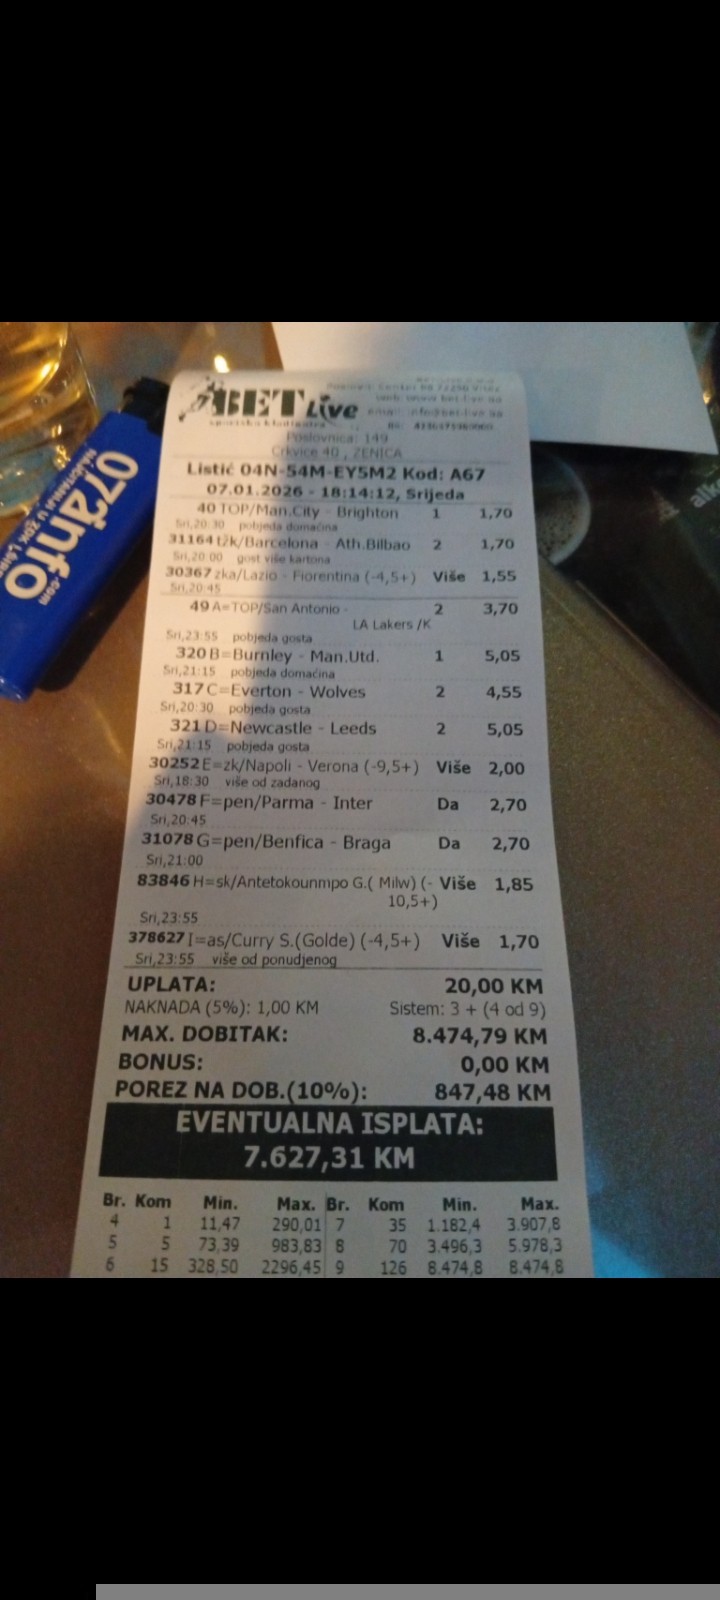 BET Live
sportska kladionica
Poslovnica: 149
Crkvice 40 , ZENICA
Listić 04N-54M-EY5M2 Kod: A67
07.01.2026 - 18:14:12, Srijeda
40 TOP/Man.City - Brighton 1 1,70
Sri,20:30 pobjeda domaćina
31164 tžk/Barcelona - Ath.Bilbao 2 1,70
Sri,20:00 gost više kartona
30367 zka/Lazio - Fiorentina (-4,5+) Više 1,55
Sri,20:45
49 A=TOP/San Antonio - 2 3,70
LA Lakers /K
Sri,23:55 pobjeda gosta
320 B=Burnley - Man.Utd. 1 5,05
Sri,21:15 pobjeda domaćina
317 C=Everton - Wolves 2 4,55
Sri,20:30 pobjeda gosta
321 D=Newcastle - Leeds 2 5,05
Sri,21:15 pobjeda gosta
30252 E=zk/Napoli - Verona (-9,5+) Više 2,00
Sri,18:30 više od zadanog
30478 F=pen/Parma - Inter Da 2,70
Sri,20:45
31078 G=pen/Benfica - Braga Da 2,70
Sri,21:00
83846 H=sk/Antetokounmpo G.( Milw) (- Više 1,85
10,5+)
Sri,23:55
378627 I=as/Curry S.(Golde) (-4,5+) Više 1,70
Sri,23:55 više od ponudjenog
UPLATA: 20,00 KM
NAKNADA (5%): 1,00 KM Sistem: 3 + (4 od 9)
MAX. DOBITAK: 8.474,79 KM
BONUS: 0,00 KM
POREZ NA DOB.(10%): 847,48 KM
EVENTUALNA ISPLATA:
7.627,31 KM
Br. Kom Min. Max. Br. Kom Min. Max.
4 1 11,47 290,01 7 35 1.182,4 3.907,8
5 5 73,39 983,83 8 70 3.496,3 5.978,3
6 15 328,50 2296,45 9 126 8.474,8 8.474,8
072info
.com
alko